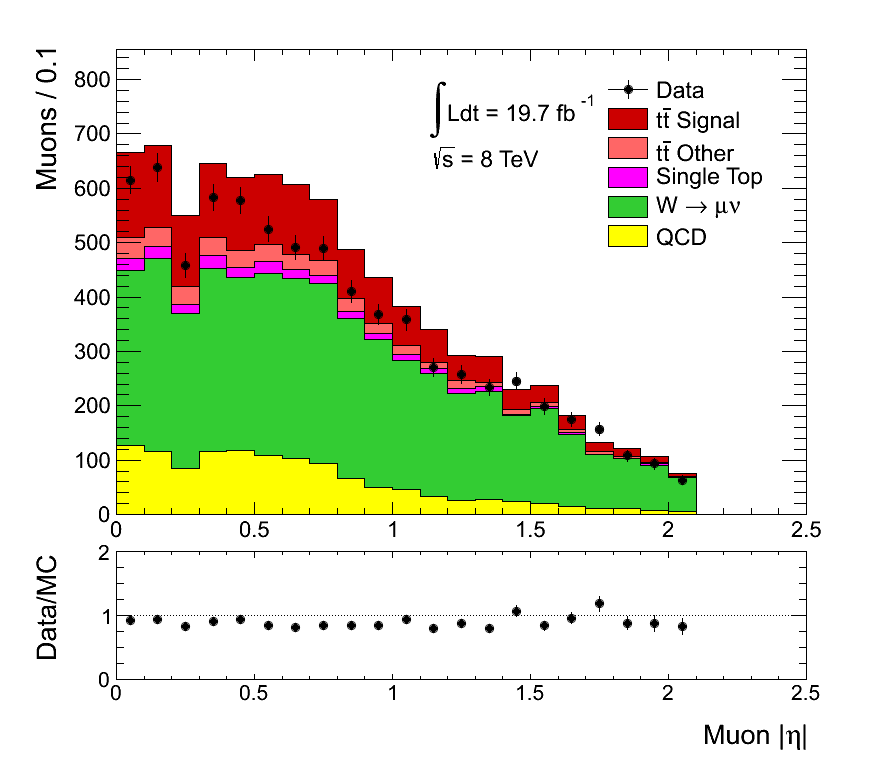 Muons / 0.1
800
700
600
500
400
300
200
100
0
∫ Ldt = 19.7 fb⁻¹
√s = 8 TeV
Data
tt̄ Signal
tt̄ Other
Single Top
W → μν
QCD
0 0.5 1 1.5 2 2.5
Data/MC
2
1
0
0 0.5 1 1.5 2 2.5
Muon |η|